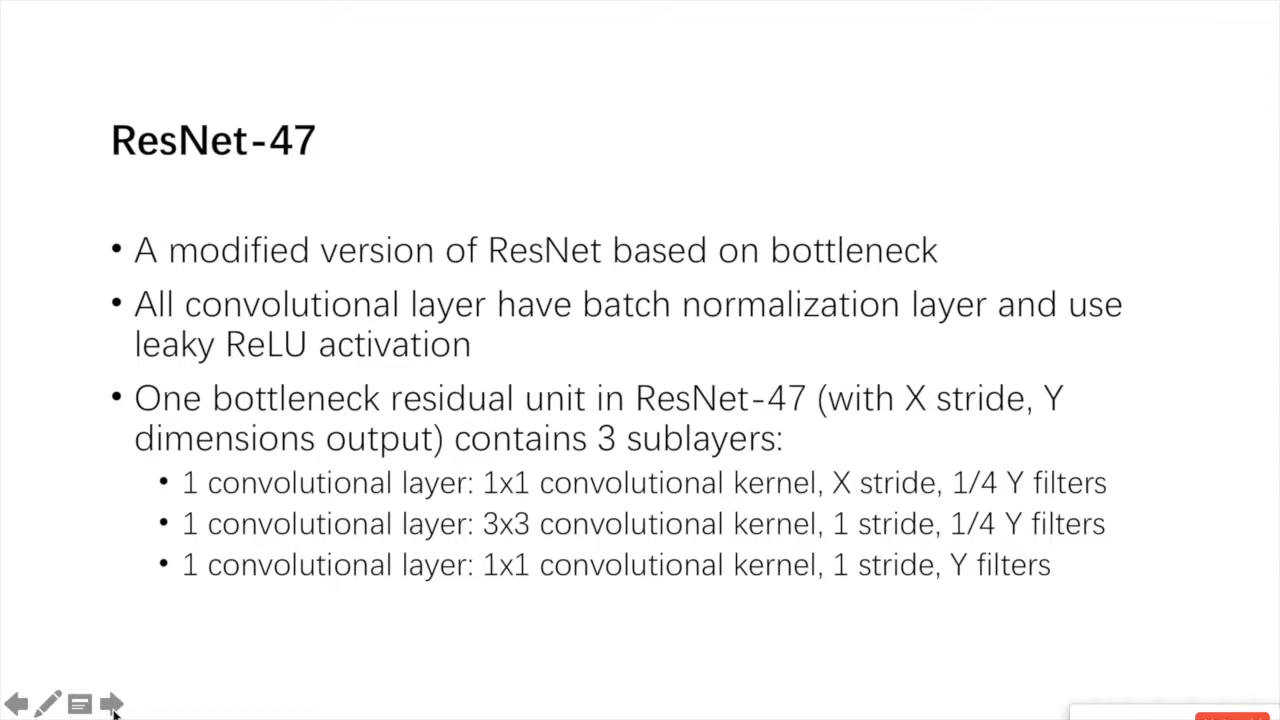 ResNet-47
• A modified version of ResNet based on bottleneck
• All convolutional layer have batch normalization layer and use
leaky ReLU activation
• One bottleneck residual unit in ResNet-47 (with X stride, Y
dimensions output) contains 3 sublayers:
• 1 convolutional layer: 1x1 convolutional kernel, X stride, 1/4 Y filters
• 1 convolutional layer: 3x3 convolutional kernel, 1 stride, 1/4 Y filters
• 1 convolutional layer: 1x1 convolutional kernel, 1 stride, Y filters